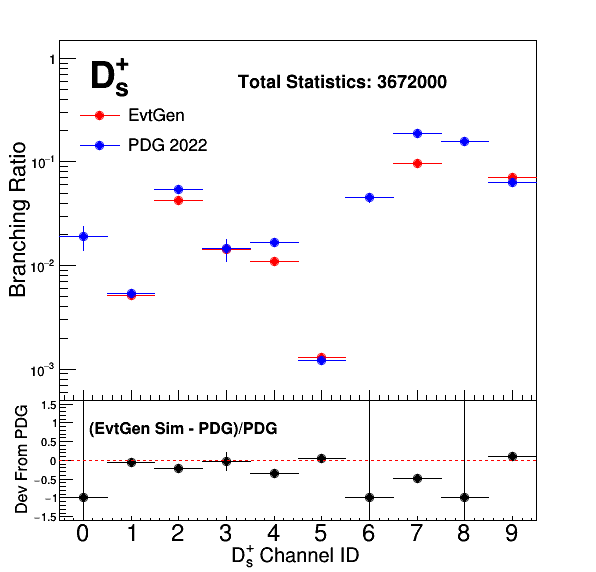 1
D_s^+
Total Statistics: 3672000
EvtGen
PDG 2022
10^−1
10^−2
10^−3
Branching Ratio
1.5
1
0.5
0
−0.5
−1
−1.5
Dev From PDG
(EvtGen Sim - PDG)/PDG
0 1 2 3 4 5 6 7 8 9
D_s^+ Channel ID